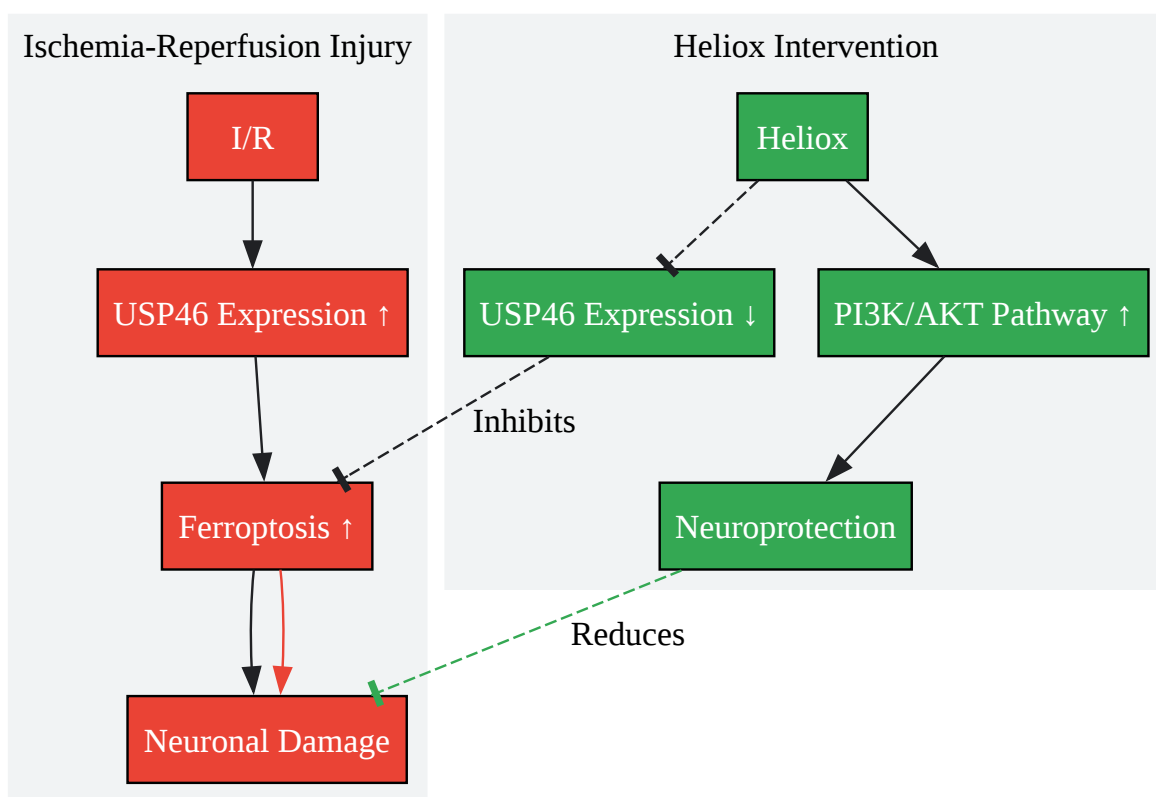 Ischemia-Reperfusion Injury
Heliox Intervention
I/R
Heliox
USP46 Expression ↑
USP46 Expression ↓
PI3K/AKT Pathway ↑
Inhibits
Ferroptosis ↑
Neuroprotection
Reduces
Neuronal Damage